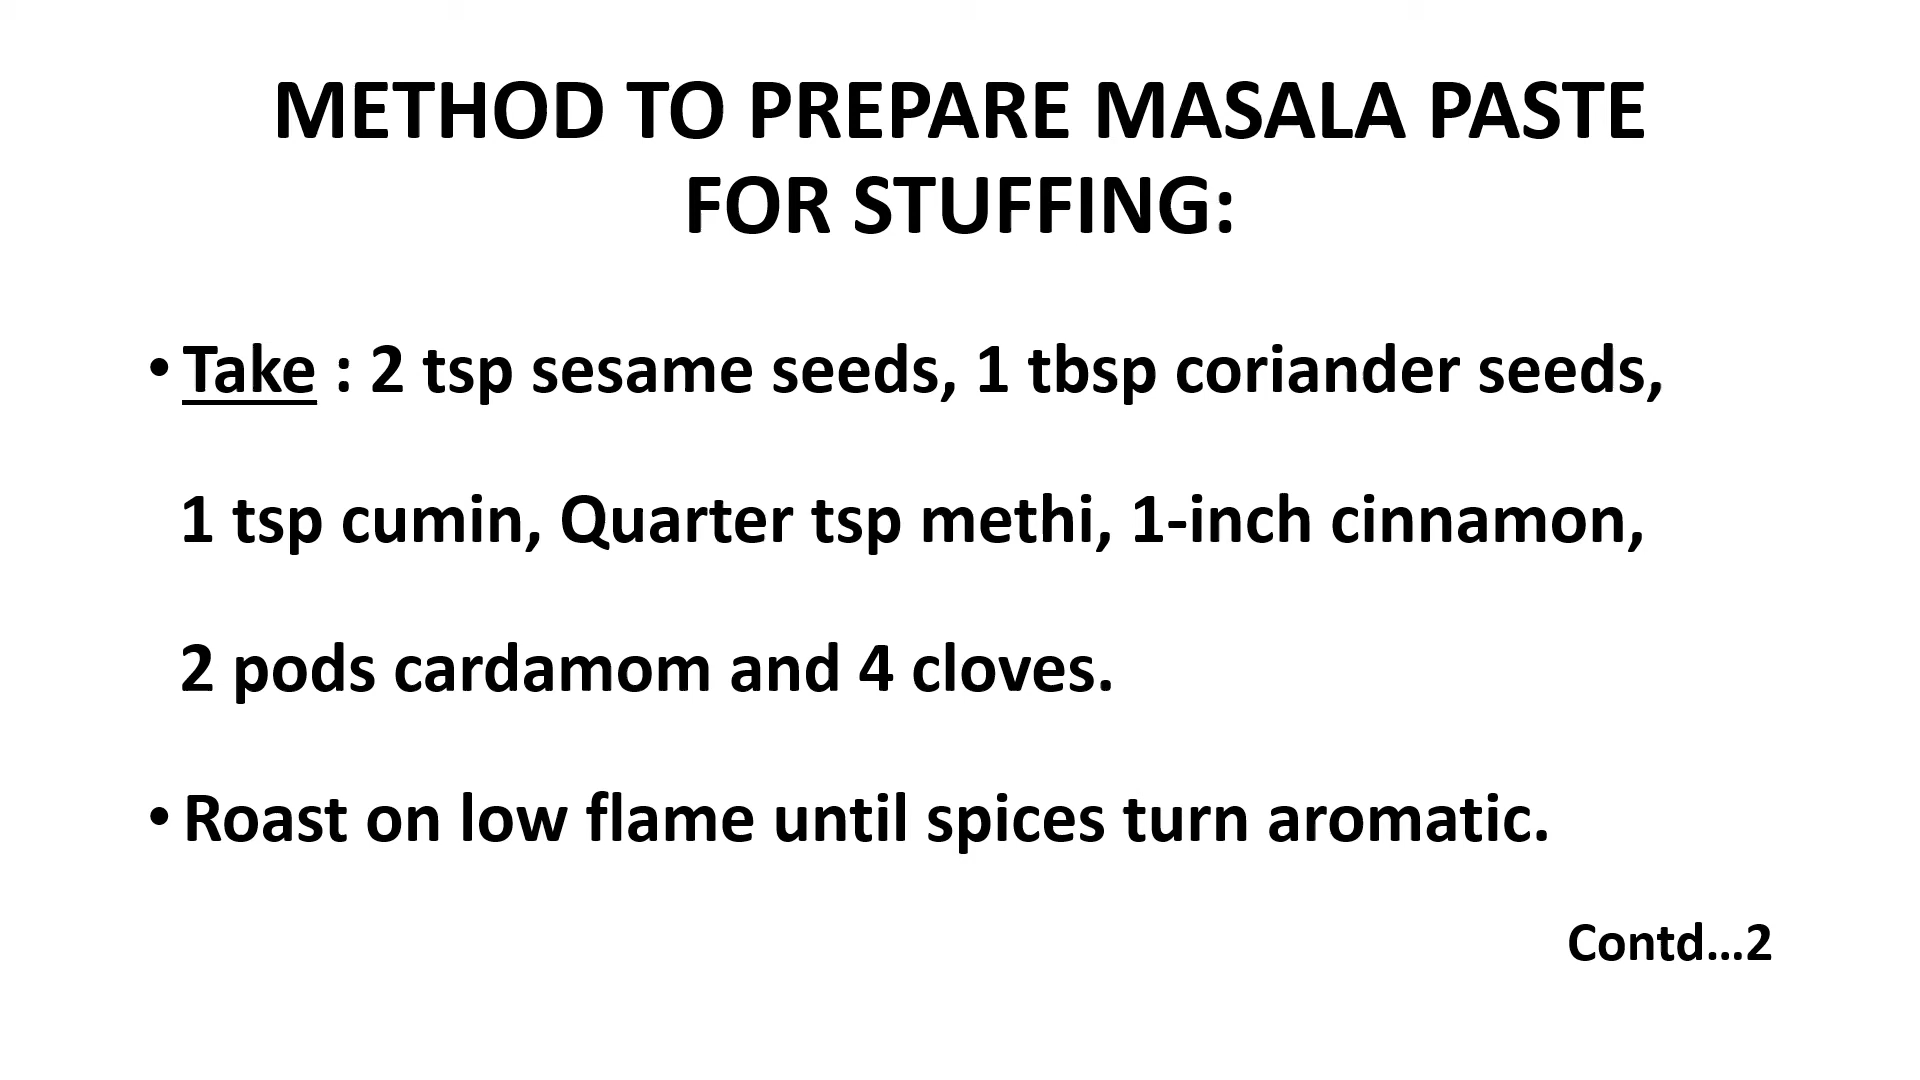 METHOD TO PREPARE MASALA PASTE
FOR STUFFING:
• Take : 2 tsp sesame seeds, 1 tbsp coriander seeds,
1 tsp cumin, Quarter tsp methi, 1-inch cinnamon,
2 pods cardamom and 4 cloves.
• Roast on low flame until spices turn aromatic.
Contd...2